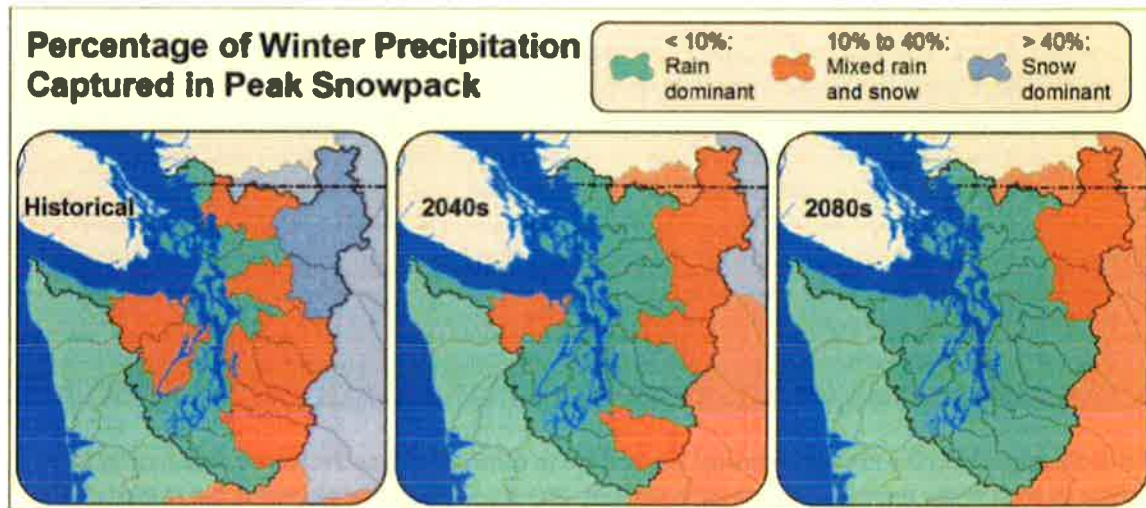 Percentage of Winter Precipitation
Captured in Peak Snowpack
< 10%:
Rain
dominant
10% to 40%:
Mixed rain
and snow
> 40%:
Snow
dominant
Historical
2040s
2080s